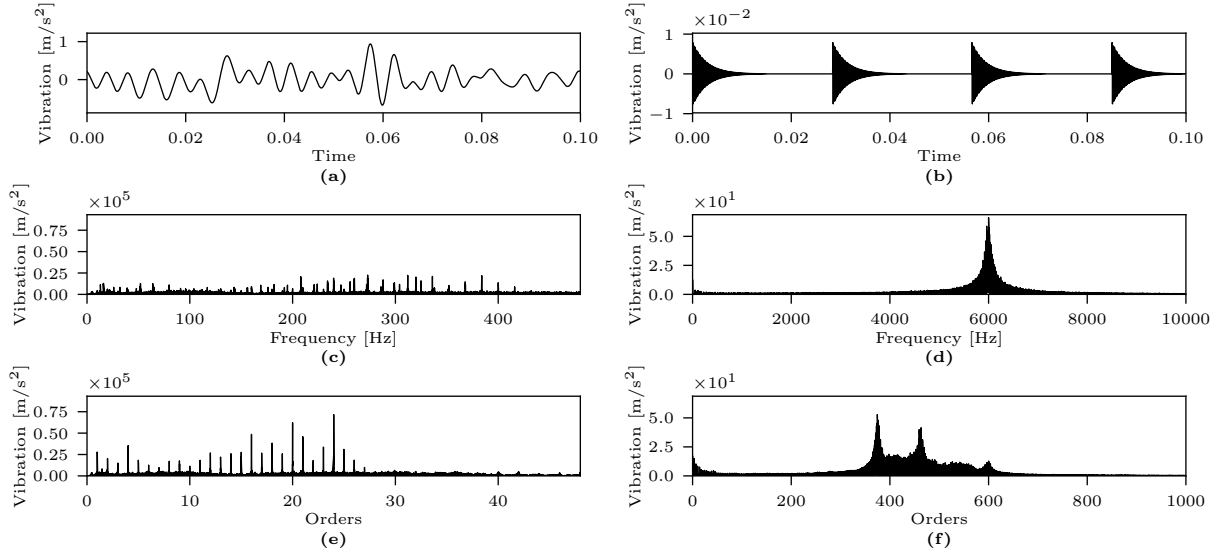 Vibration [m/s²]
1
0
0.00 0.02 0.04 0.06 0.08 0.10
Time
(a)
×10⁻²
Vibration [m/s²]
1
0
−1
0.00 0.02 0.04 0.06 0.08 0.10
Time
(b)
×10⁵
Vibration [m/s²]
0.75
0.50
0.25
0.00
0 100 200 300 400
Frequency [Hz]
(c)
×10¹
Vibration [m/s²]
5.0
2.5
0.0
0 2000 4000 6000 8000 10000
Frequency [Hz]
(d)
×10⁵
Vibration [m/s²]
0.75
0.50
0.25
0.00
0 10 20 30 40
Orders
(e)
×10¹
Vibration [m/s²]
5.0
2.5
0.0
0 200 400 600 800 1000
Orders
(f)